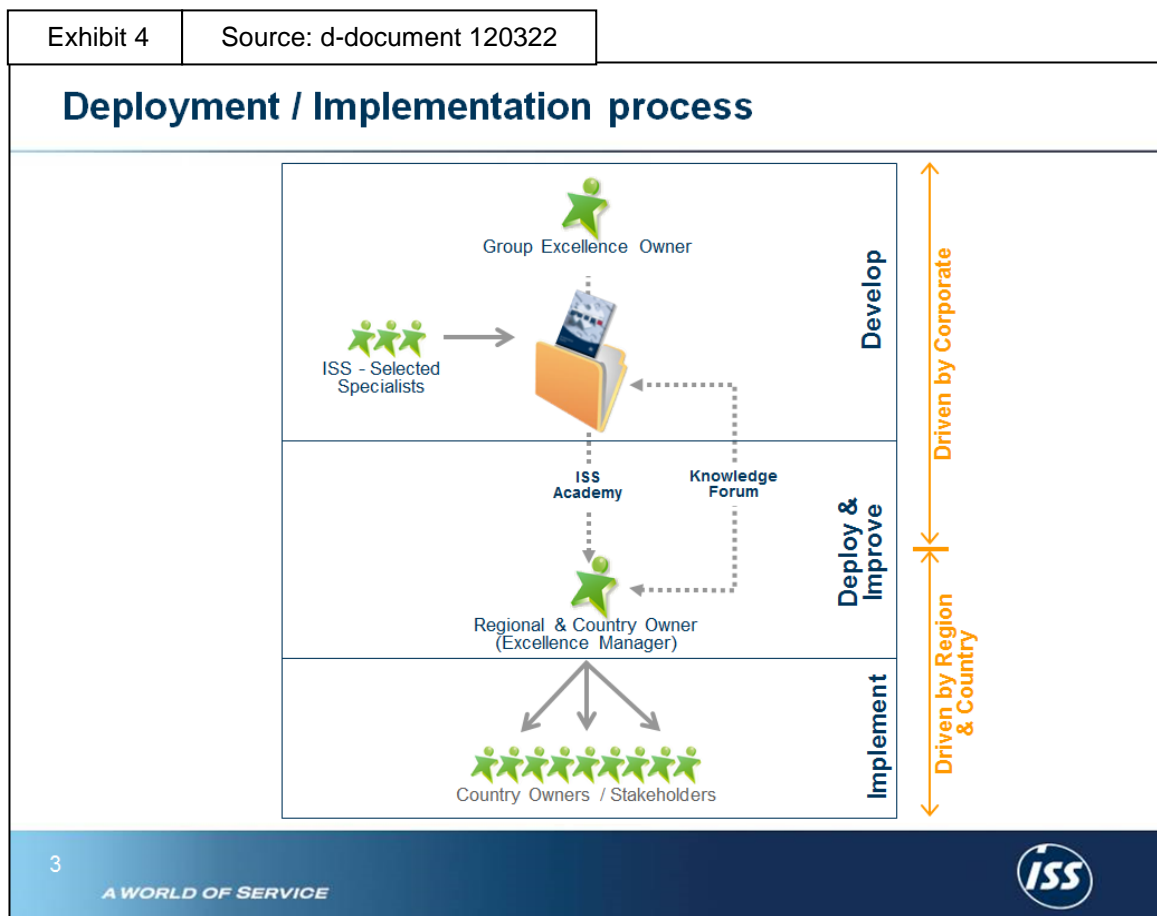 Exhibit 4
Source: d-document 120322
Deployment / Implementation process
Group Excellence Owner
ISS - Selected
Specialists
Develop
Driven by Corporate
ISS
Academy
Knowledge
Forum
Deploy &
Improve
Regional & Country Owner
(Excellence Manager)
Driven by Region
& Country
Implement
Country Owners / Stakeholders
3
A WORLD OF SERVICE
ISS